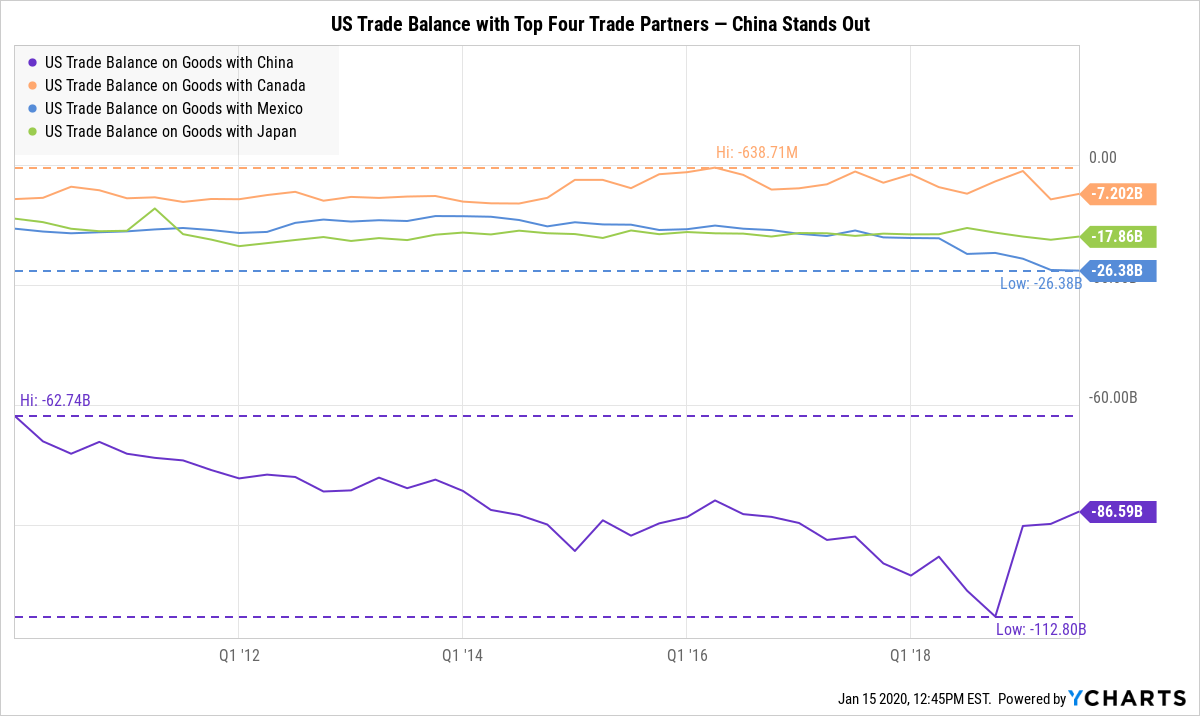 US Trade Balance with Top Four Trade Partners — China Stands Out
US Trade Balance on Goods with China
US Trade Balance on Goods with Canada
US Trade Balance on Goods with Mexico
US Trade Balance on Goods with Japan
Hi: -638.71M
0.00
-7.202B
-17.86B
-26.38B
Low: -26.38B
Hi: -62.74B
-60.00B
-86.59B
Low: -112.80B
Q1 '12
Q1 '14
Q1 '16
Q1 '18
Jan 15 2020, 12:45PM EST. Powered by YCHARTS